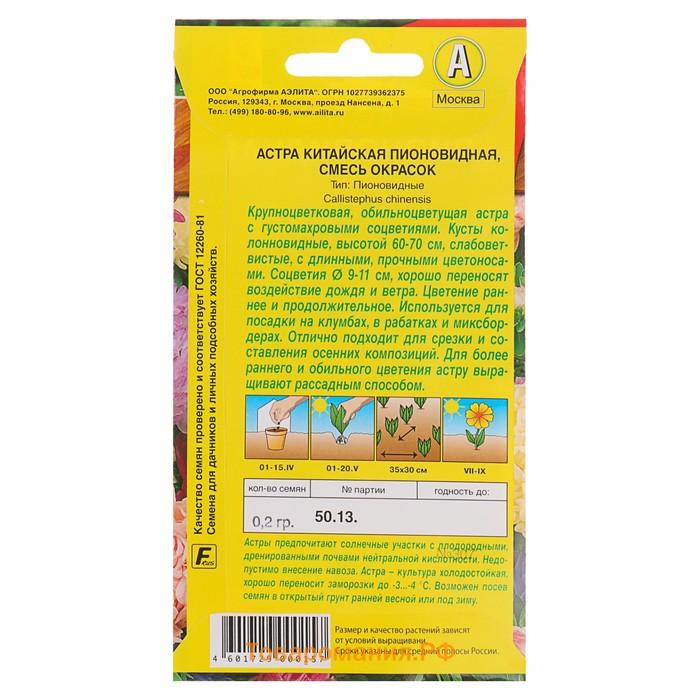 ООО "Агрофирма АЭЛИТА". ОГРН 1027739362375
Россия, 129343, г. Москва, проезд Нансена, д. 1
Тел.: (499) 180-80-96, www.ailita.ru
А
Москва
АСТРА КИТАЙСКАЯ ПИОНОВИДНАЯ,
СМЕСЬ ОКРАСОК
Тип: Пионовидные
Callistephus chinensis
Крупноцветковая, обильноцветущая астра
с густомахровыми соцветиями. Кусты ко-
лонновидные, высотой 60-70 см, слабовет-
вистые, с длинными, прочными цветоноса-
ми. Соцветия Ø 9-11 см, хорошо переносят
воздействие дождя и ветра. Цветение ран-
нее и продолжительное. Используется для
посадки на клумбах, в рабатках и миксбор-
дерах. Отлично подходит для срезки и со-
ставления осенних композиций. Для более
раннего и обильного цветения астру выра-
щивают рассадным способом.
01-15.IV
01-20.V
35x30 см
VII-IX
кол-во семян
№ партии
годность до:
0,2 гр.
50.13.
Астры предпочитают солнечные участки с плодородными,
дренированными почвами нейтральной кислотности. Недо-
пустимо внесение навоза. Астра – культура холодостойкая,
хорошо переносит заморозки до -3...-4 °С. Возможен посев
семян в открытый грунт ранней весной или под зиму.
Размер и качество растений зависят
от условий выращивания.
Сроки указаны для средней полосы России.
Товаромания.РФ
Качество семян проверено и соответствует ГОСТ 12260-81
Семена для дачников и личных подсобных хозяйств.